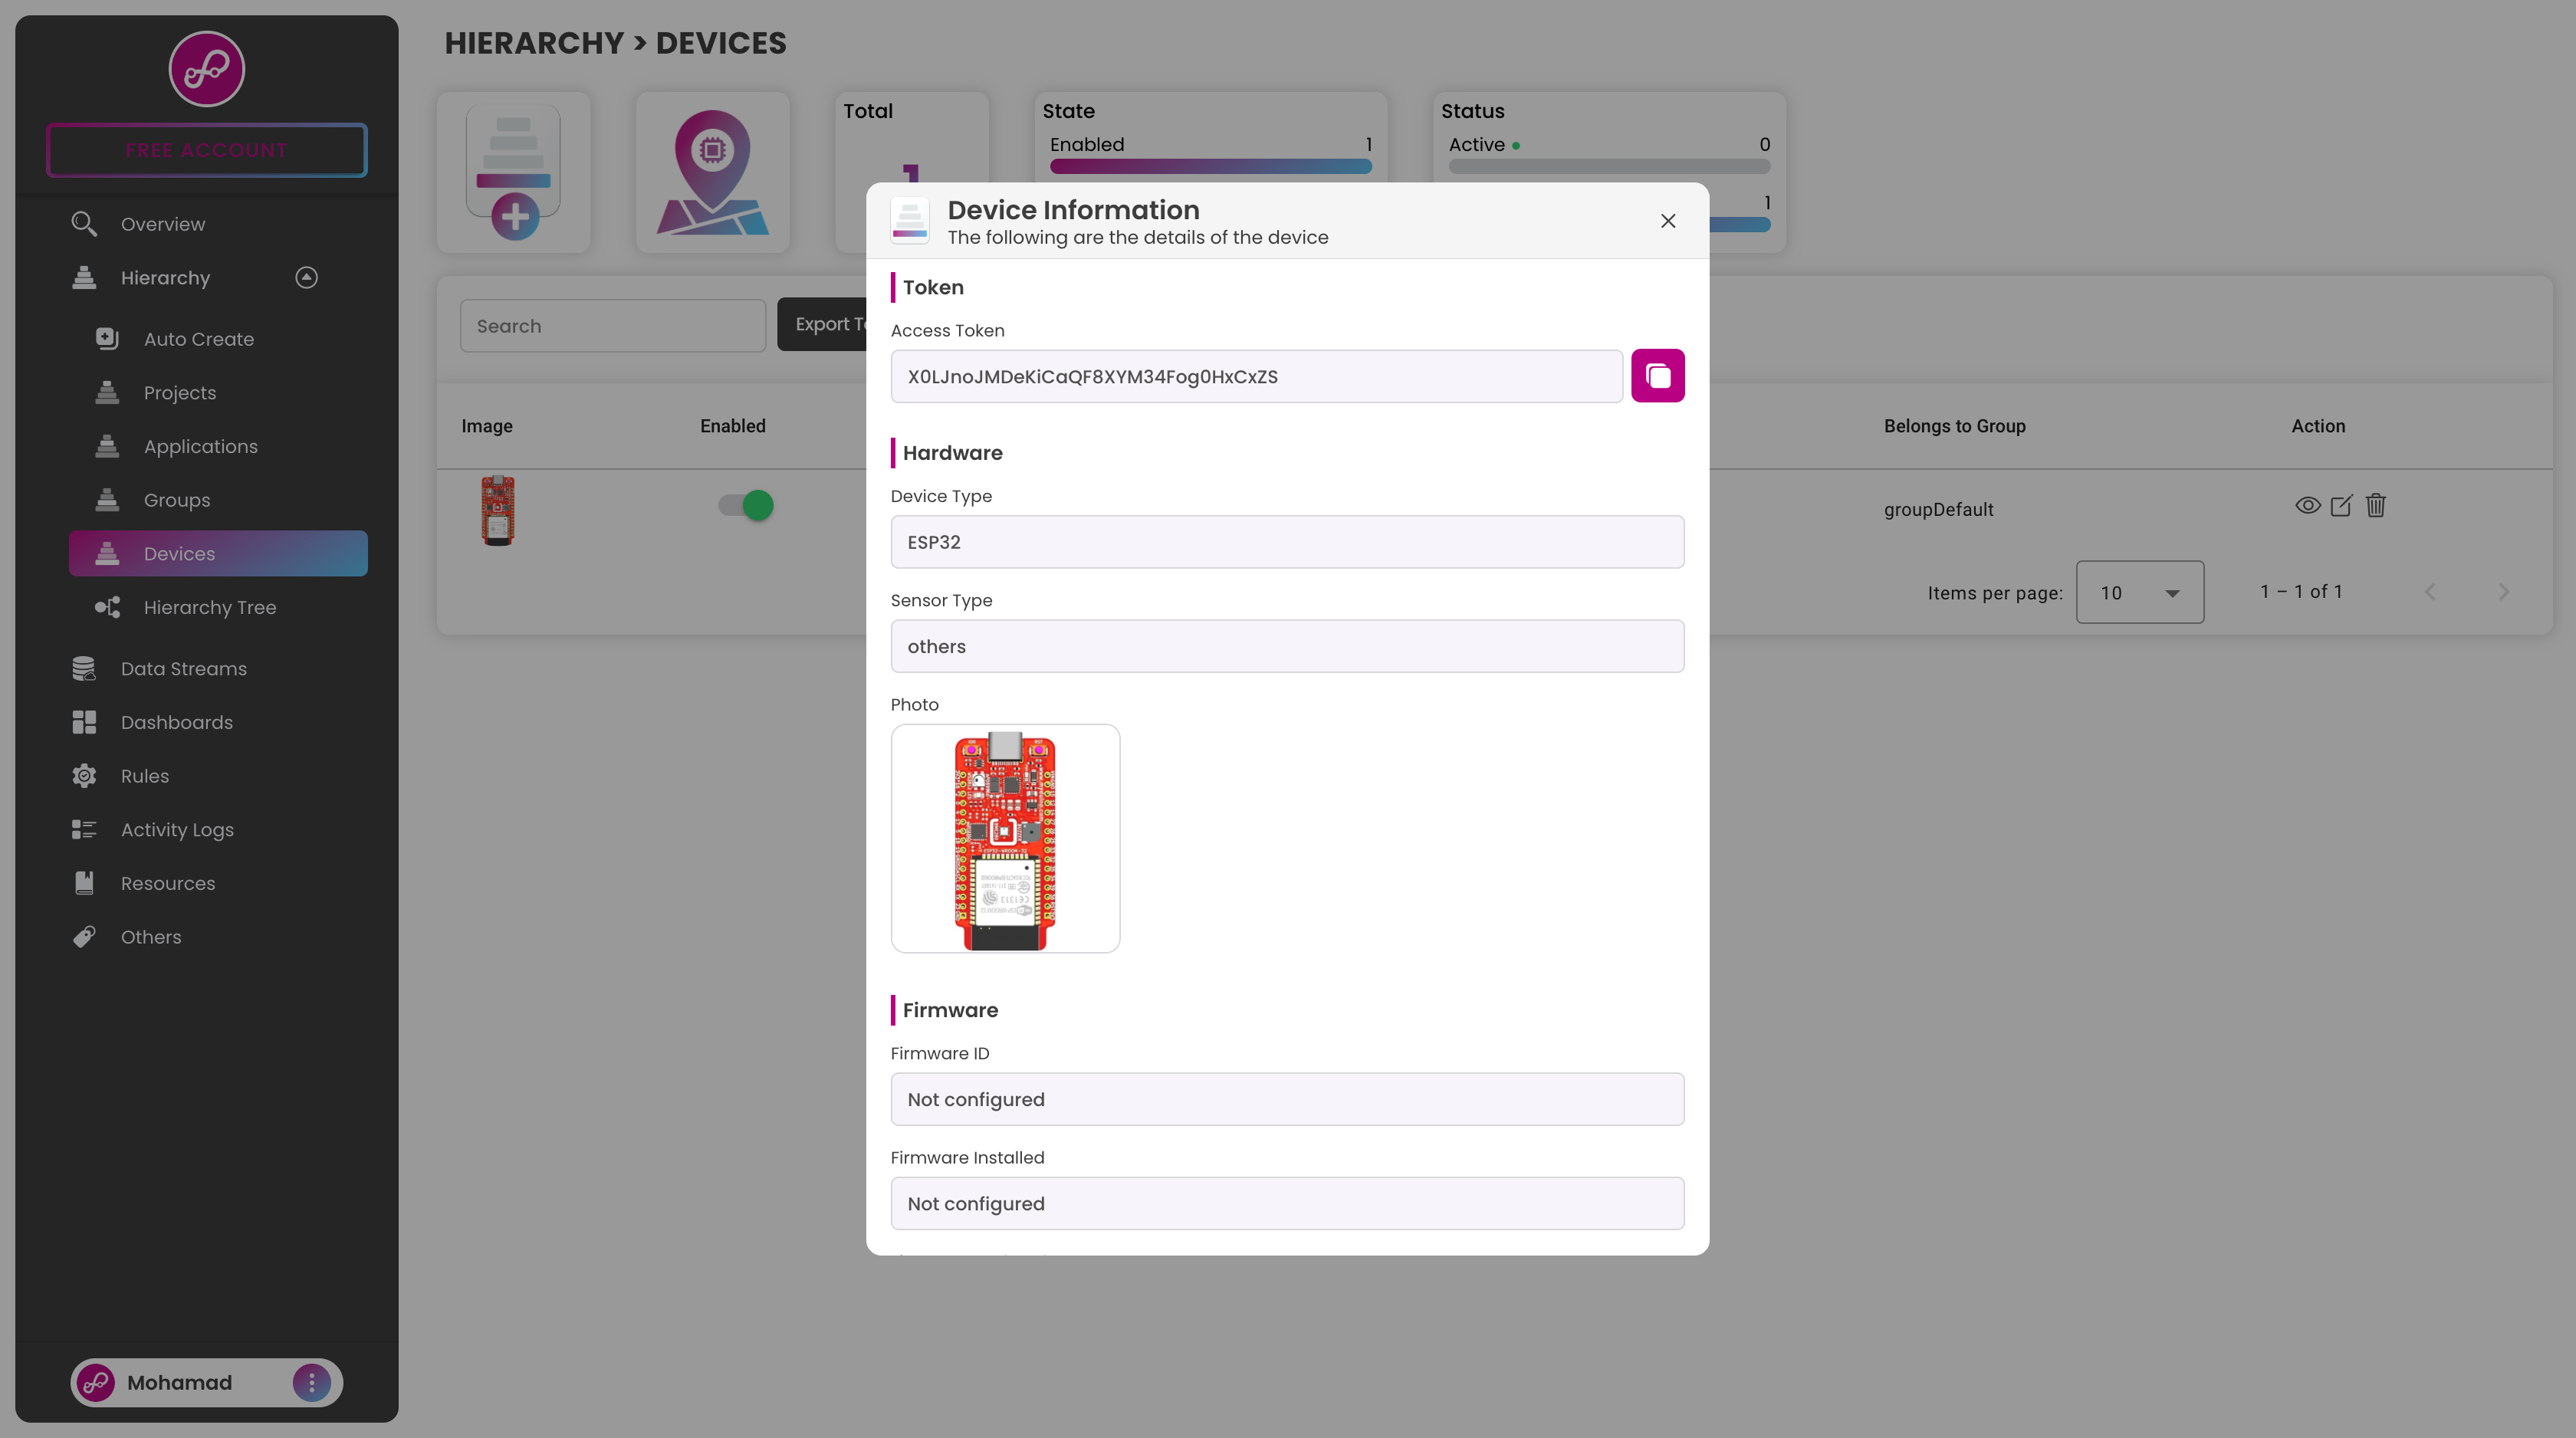 FREE ACCOUNT
Overview
Hierarchy
Auto Create
Projects
Applications
Groups
Devices
Hierarchy Tree
Data Streams
Dashboards
Rules
Activity Logs
Resources
Others
Mohamad
HIERARCHY > DEVICES
Total
1
State
Enabled 1
Status
Active 0
1
Search
Export
Image Enabled Belongs to Group Action
groupDefault
Items per page: 10 1 – 1 of 1
Device Information
The following are the details of the device
Token
Access Token
X0LJnoJMDeKiCaQF8XYM34Fog0HxCxZS
Hardware
Device Type
ESP32
Sensor Type
others
Photo
Firmware
Firmware ID
Not configured
Firmware Installed
Not configured